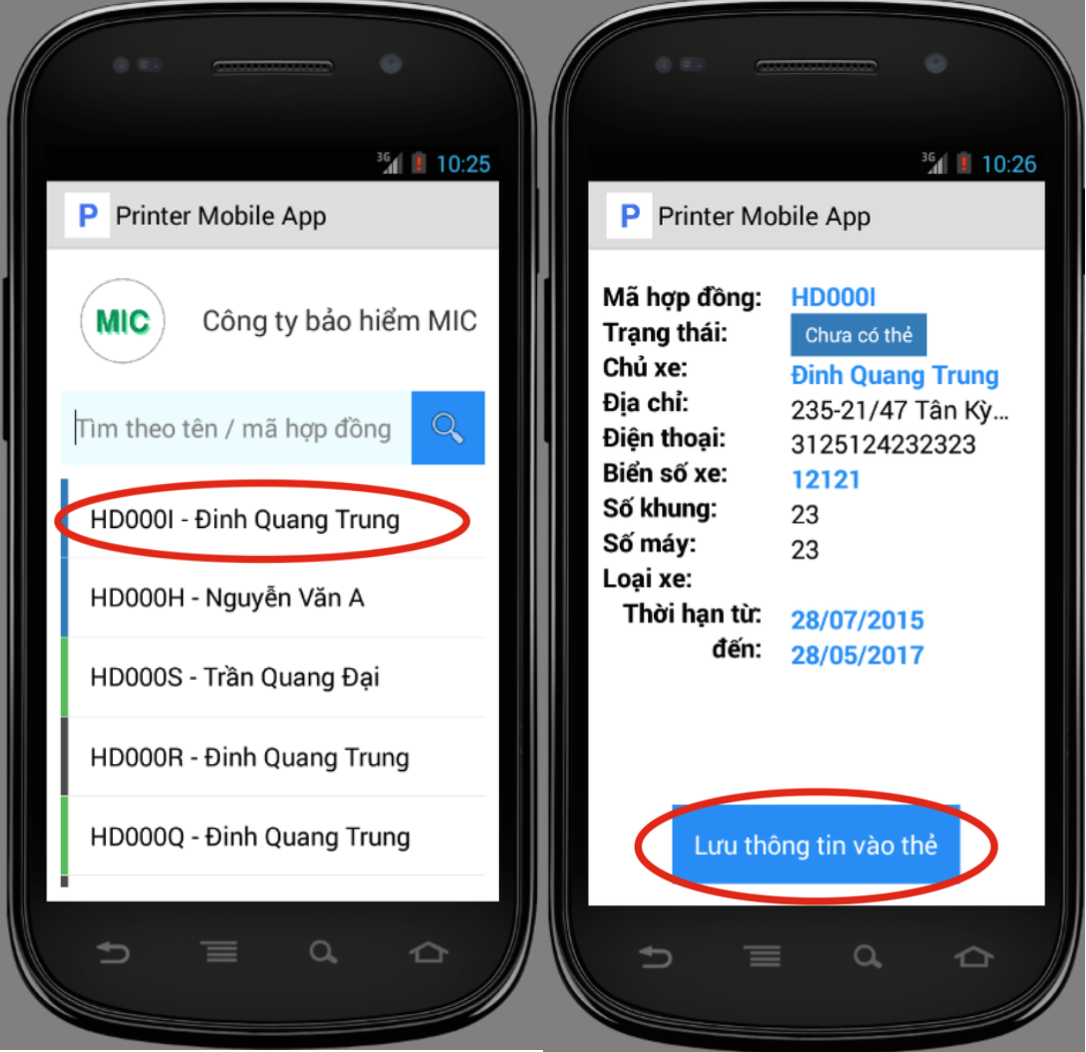 3G
10:25
P Printer Mobile App
MIC
Công ty bảo hiểm MIC
Tìm theo tên / mã hợp đồng
HD000I - Đinh Quang Trung
HD000H - Nguyễn Văn A
HD000S - Trần Quang Đại
HD000R - Đinh Quang Trung
HD000Q - Đinh Quang Trung
3G
10:26
P Printer Mobile App
Mã hợp đồng: HD000I
Trạng thái: Chưa có thẻ
Chủ xe: Đinh Quang Trung
Địa chỉ: 235-21/47 Tân Kỳ...
Điện thoại: 3125124232323
Biển số xe: 12121
Số khung: 23
Số máy: 23
Loại xe:
Thời hạn từ: 28/07/2015
đến: 28/05/2017
Lưu thông tin vào thẻ